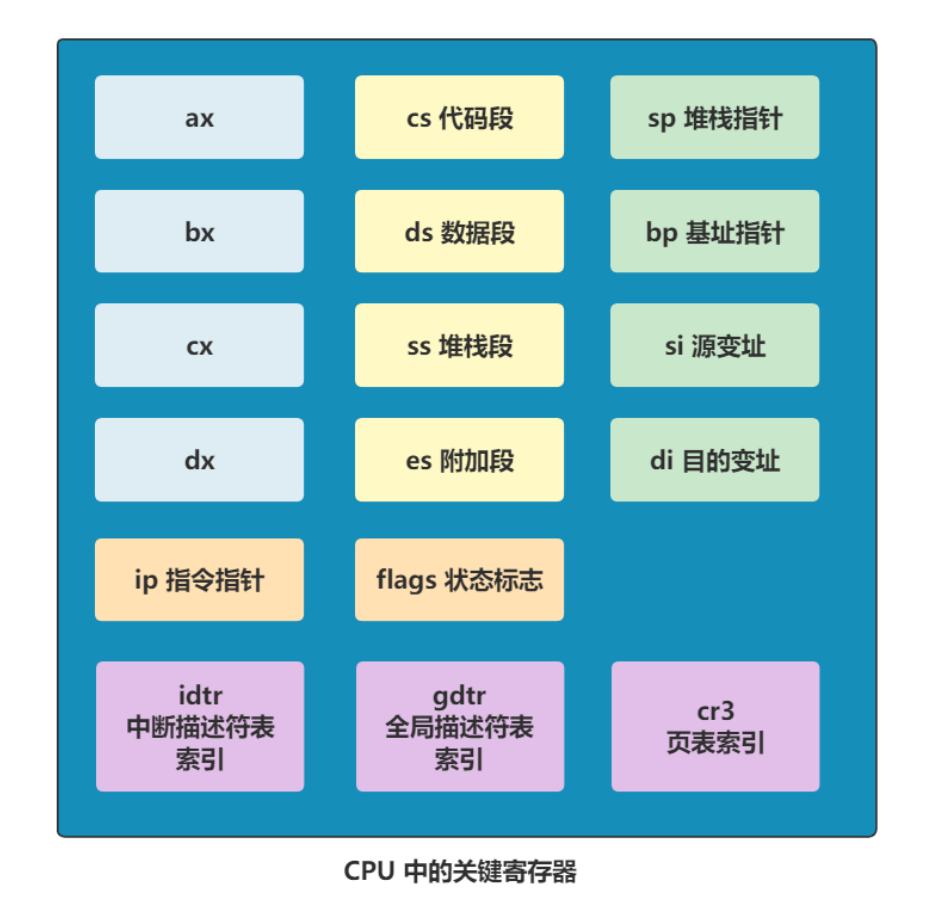 ax
cs 代码段
sp 堆栈指针
bx
ds 数据段
bp 基址指针
cx
ss 堆栈段
si 源变址
dx
es 附加段
di 目的变址
ip 指令指针
flags 状态标志
idtr
中断描述符表
索引
gdtr
全局描述符表
索引
cr3
页表索引
CPU 中的关键寄存器